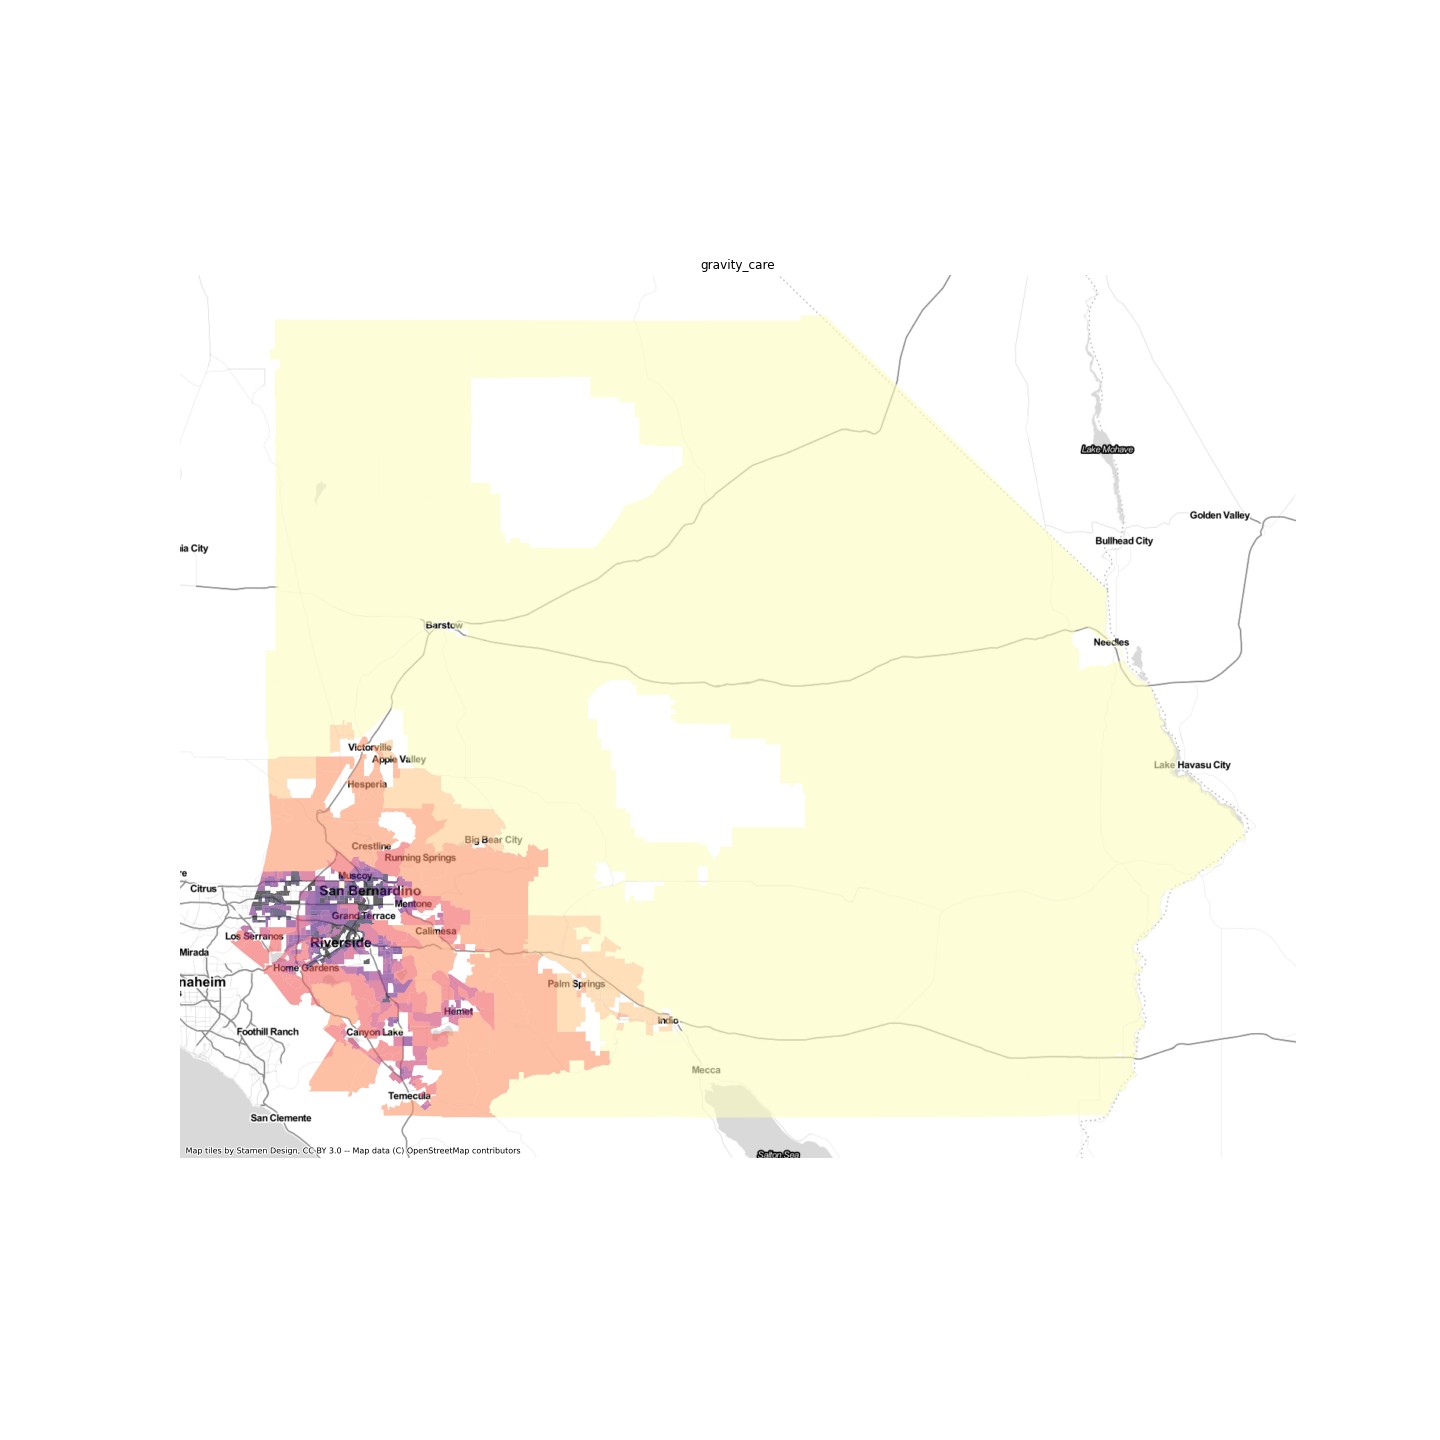 gravity_care
Lake Mohave
Golden Valley
Bullhead City
ia City
Barstow
Needles
Victorville
Apple Valley
Lake Havasu City
Hesperia
Big Bear City
Crestline
Running Springs
re
Muscoy
Citrus
San Bernardino
Mentone
Grand Terrace
Calimesa
Los Serranos
Riverside
Mirada
Home Gardens
naheim
Palm Springs
s
Hemet
Indio
Foothill Ranch
Canyon Lake
Mecca
Temecula
San Clemente
Map tiles by Stamen Design, CC BY 3.0 -- Map data (C) OpenStreetMap contributors
Salton Sea